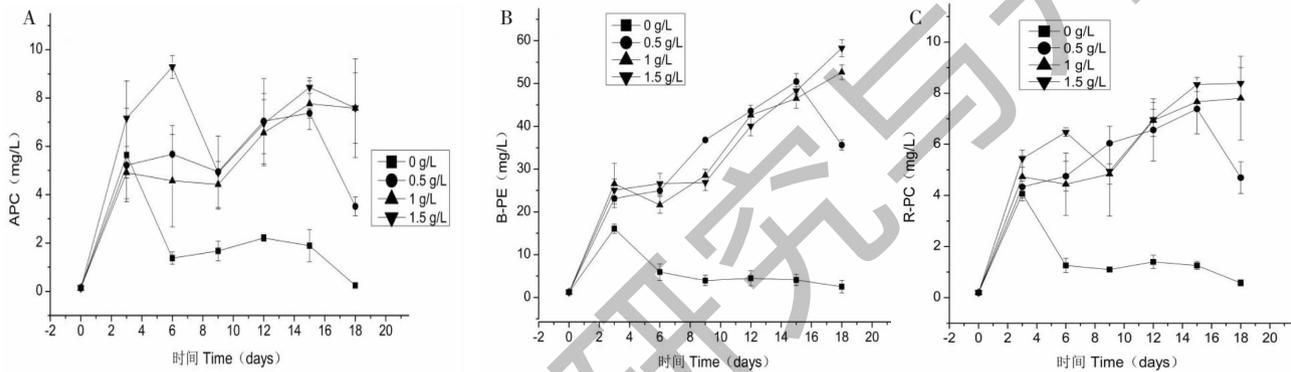 A
APC (mg/L)
10
8
6
4
2
0
-2 0 2 4 6 8 10 12 14 16 18 20
时间 Time（days）
0 g/L
0.5 g/L
1 g/L
1.5 g/L
B
B-PE（mg/L）
60
50
40
30
20
10
0
-2 0 2 4 6 8 10 12 14 16 18 20
时间 Time（days）
0 g/L
0.5 g/L
1 g/L
1.5 g/L
C
R-PC（mg/L）
10
8
6
4
2
0
-2 0 2 4 6 8 10 12 14 16 18 20
时间 Time（days）
0 g/L
0.5 g/L
1 g/L
1.5 g/L
研究与